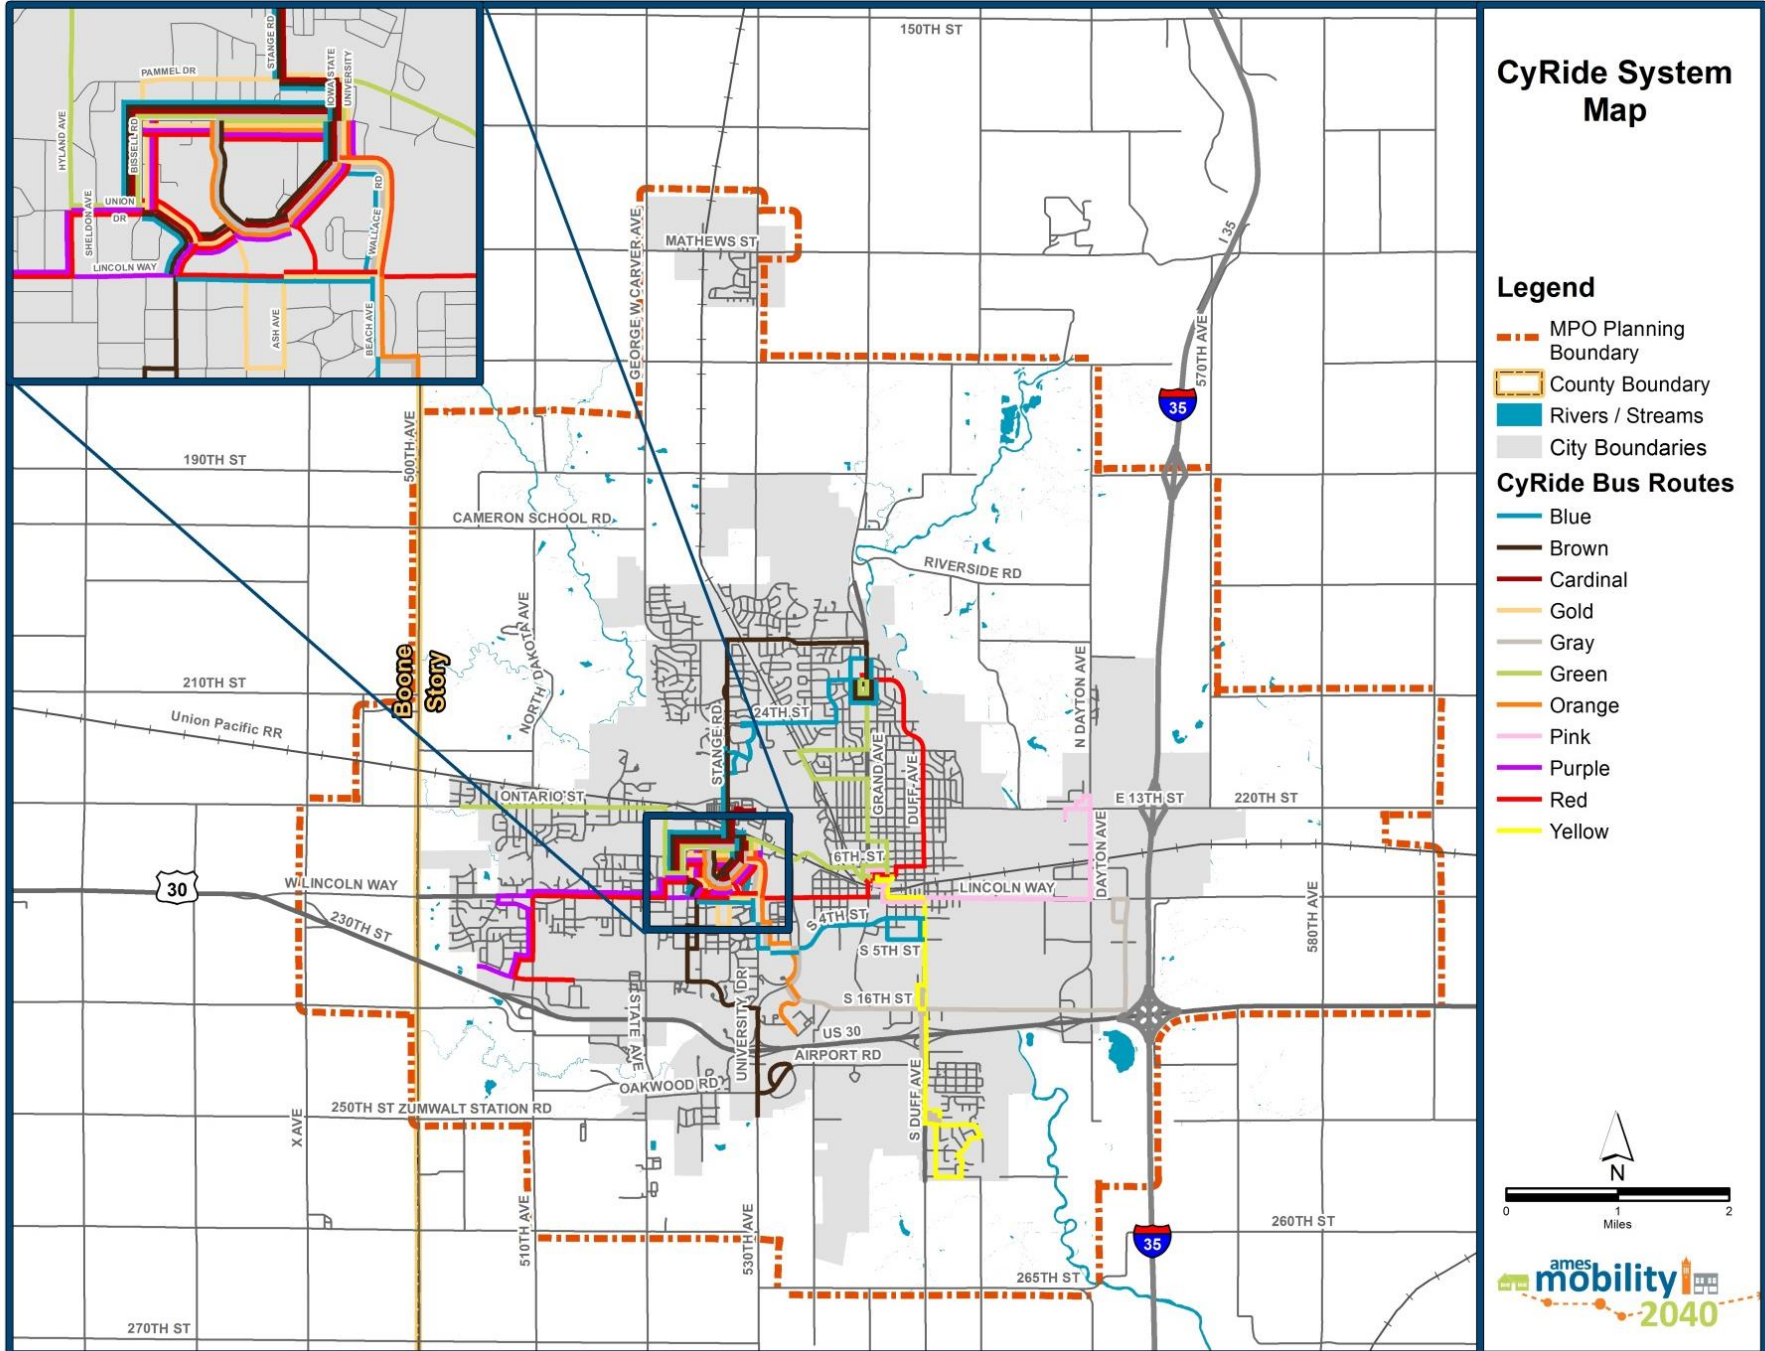 CyRide System
Map
Legend
MPO Planning
Boundary
County Boundary
Rivers / Streams
City Boundaries
CyRide Bus Routes
Blue
Brown
Cardinal
Gold
Gray
Green
Orange
Pink
Purple
Red
Yellow
N
0 1 2
Miles
ames
mobility
2040
STANGE RD
IOWA STATE
UNIVERSITY
PAMMEL DR
HYLAND AVE
BISSELL RD
SHELDON AVE
UNION
DR
WALLACE RD
LINCOLN WAY
ASH AVE
BEACH AVE
150TH ST
GEORGE W CARVER AVE
MATHEWS ST
I 35
570TH AVE
35
500TH AVE
190TH ST
CAMERON SCHOOL RD
RIVERSIDE RD
NORTH DAKOTA AVE
N DAYTON AVE
Boone
Story
210TH ST
Union Pacific RR
24TH ST
STANGE RD
GRAND AVE
DUFF AVE
ONTARIO ST
E 13TH ST
220TH ST
6TH ST
DAYTON AVE
30
W LINCOLN WAY
LINCOLN WAY
230TH ST
S 4TH ST
S 5TH ST
580TH AVE
STATE AVE
UNIVERSITY DR
S 16TH ST
US 30
AIRPORT RD
OAKWOOD RD
250TH ST ZUMWALT STATION RD
X AVE
S DUFF AVE
510TH AVE
530TH AVE
260TH ST
35
265TH ST
270TH ST